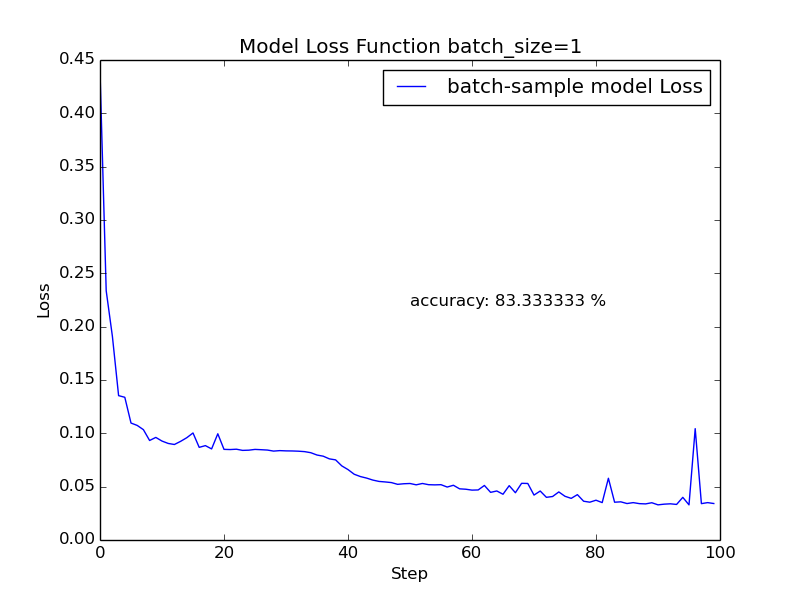 Model Loss Function batch_size=1
batch-sample model Loss
accuracy: 83.333333 %
Loss
0.45
0.40
0.35
0.30
0.25
0.20
0.15
0.10
0.05
0.00
0 20 40 60 80 100
Step